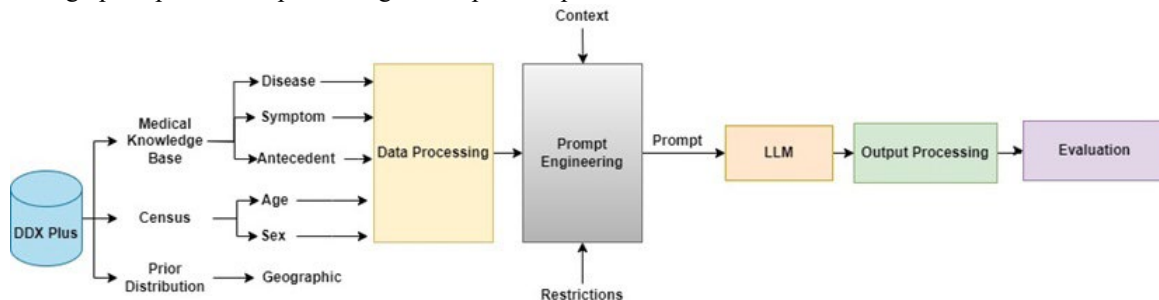 Context
Disease
Medical
Knowledge
Base
Symptom
Antecedent
Data Processing
Prompt
Engineering
Prompt
LLM
Output Processing
Evaluation
DDX Plus
Census
Age
Sex
Prior
Distribution
Geographic
Restrictions